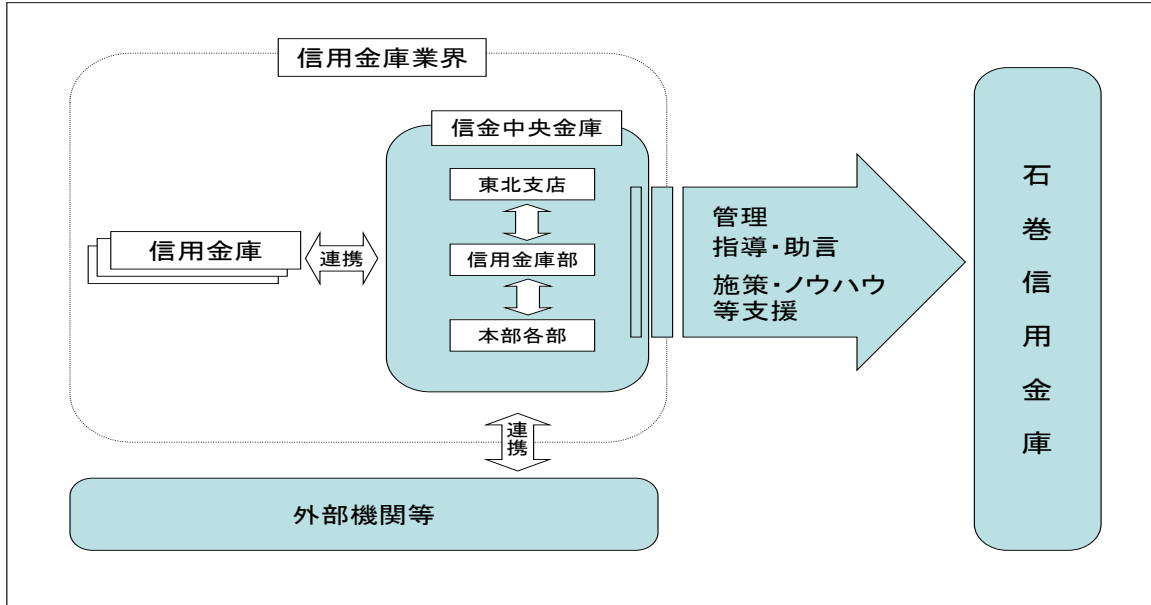 信用金庫業界
信金中央金庫
東北支店
信用金庫
連携
信用金庫部
本部各部
連携
外部機関等
管理
指導・助言
施策・ノウハウ
等支援
石巻信用金庫